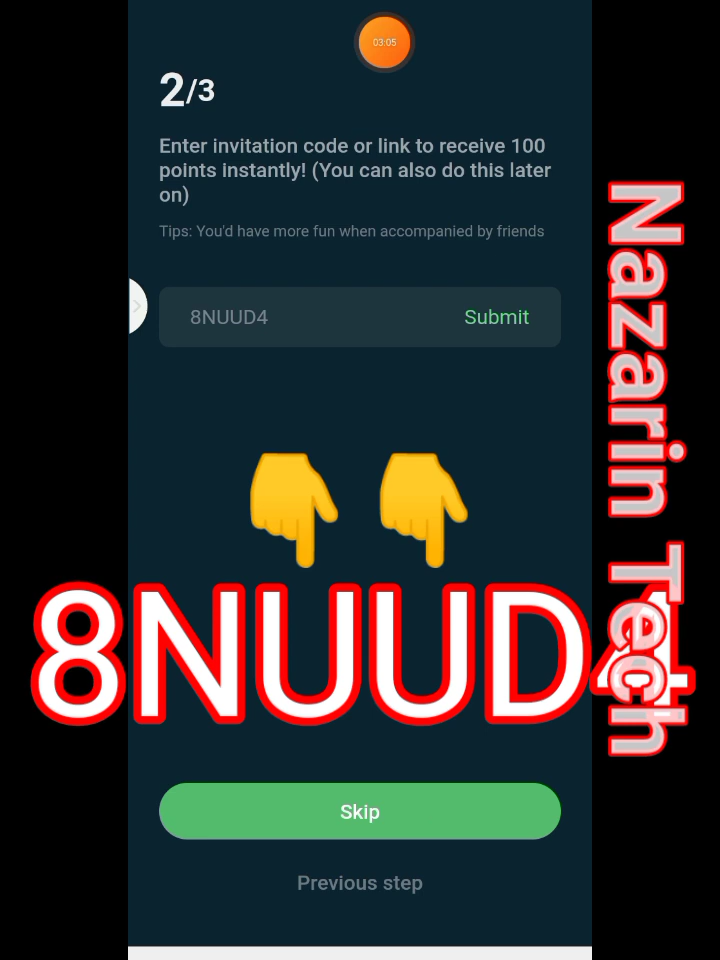 03:05
2/3
Enter invitation code or link to receive 100
points instantly! (You can also do this later
on)
Tips: You'd have more fun when accompanied by friends
8NUUD4
Submit
8NUUD4
Nazarin Tech
Skip
Previous step